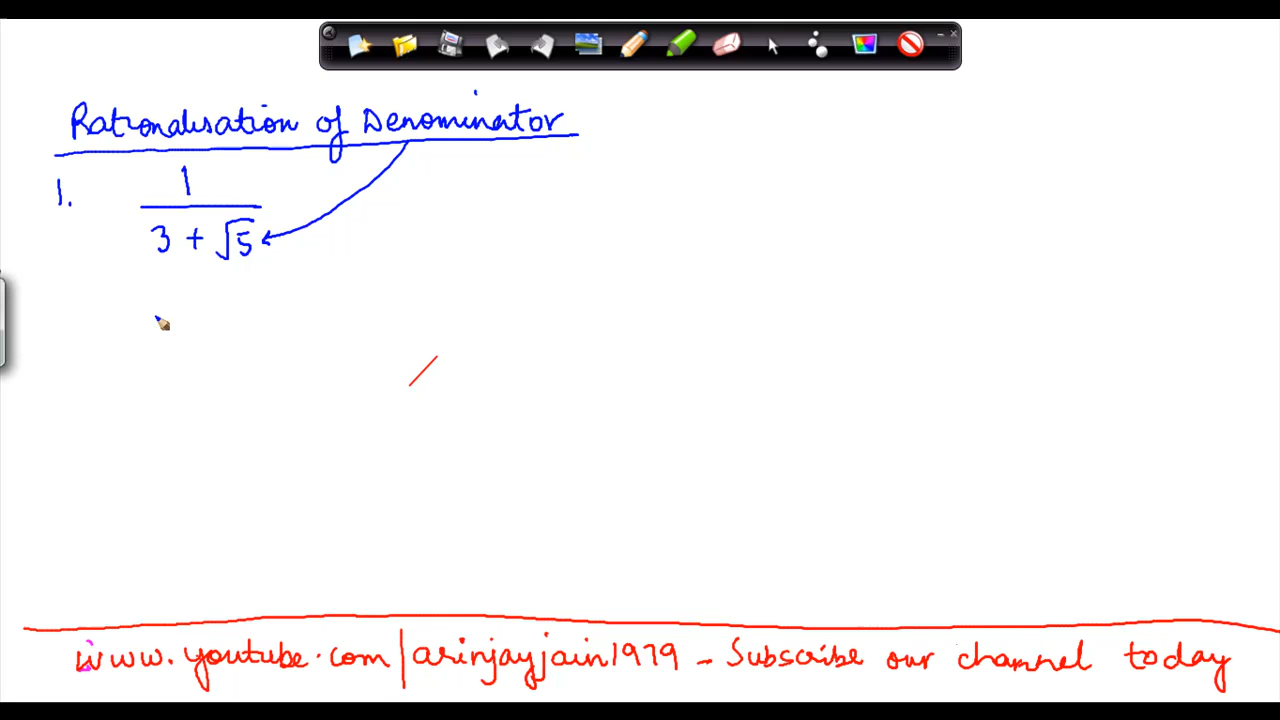 Rationalisation of Denominator
1. 1
3 + √5
www.youtube.com/arinjayjain1979 - Subscribe our channel today